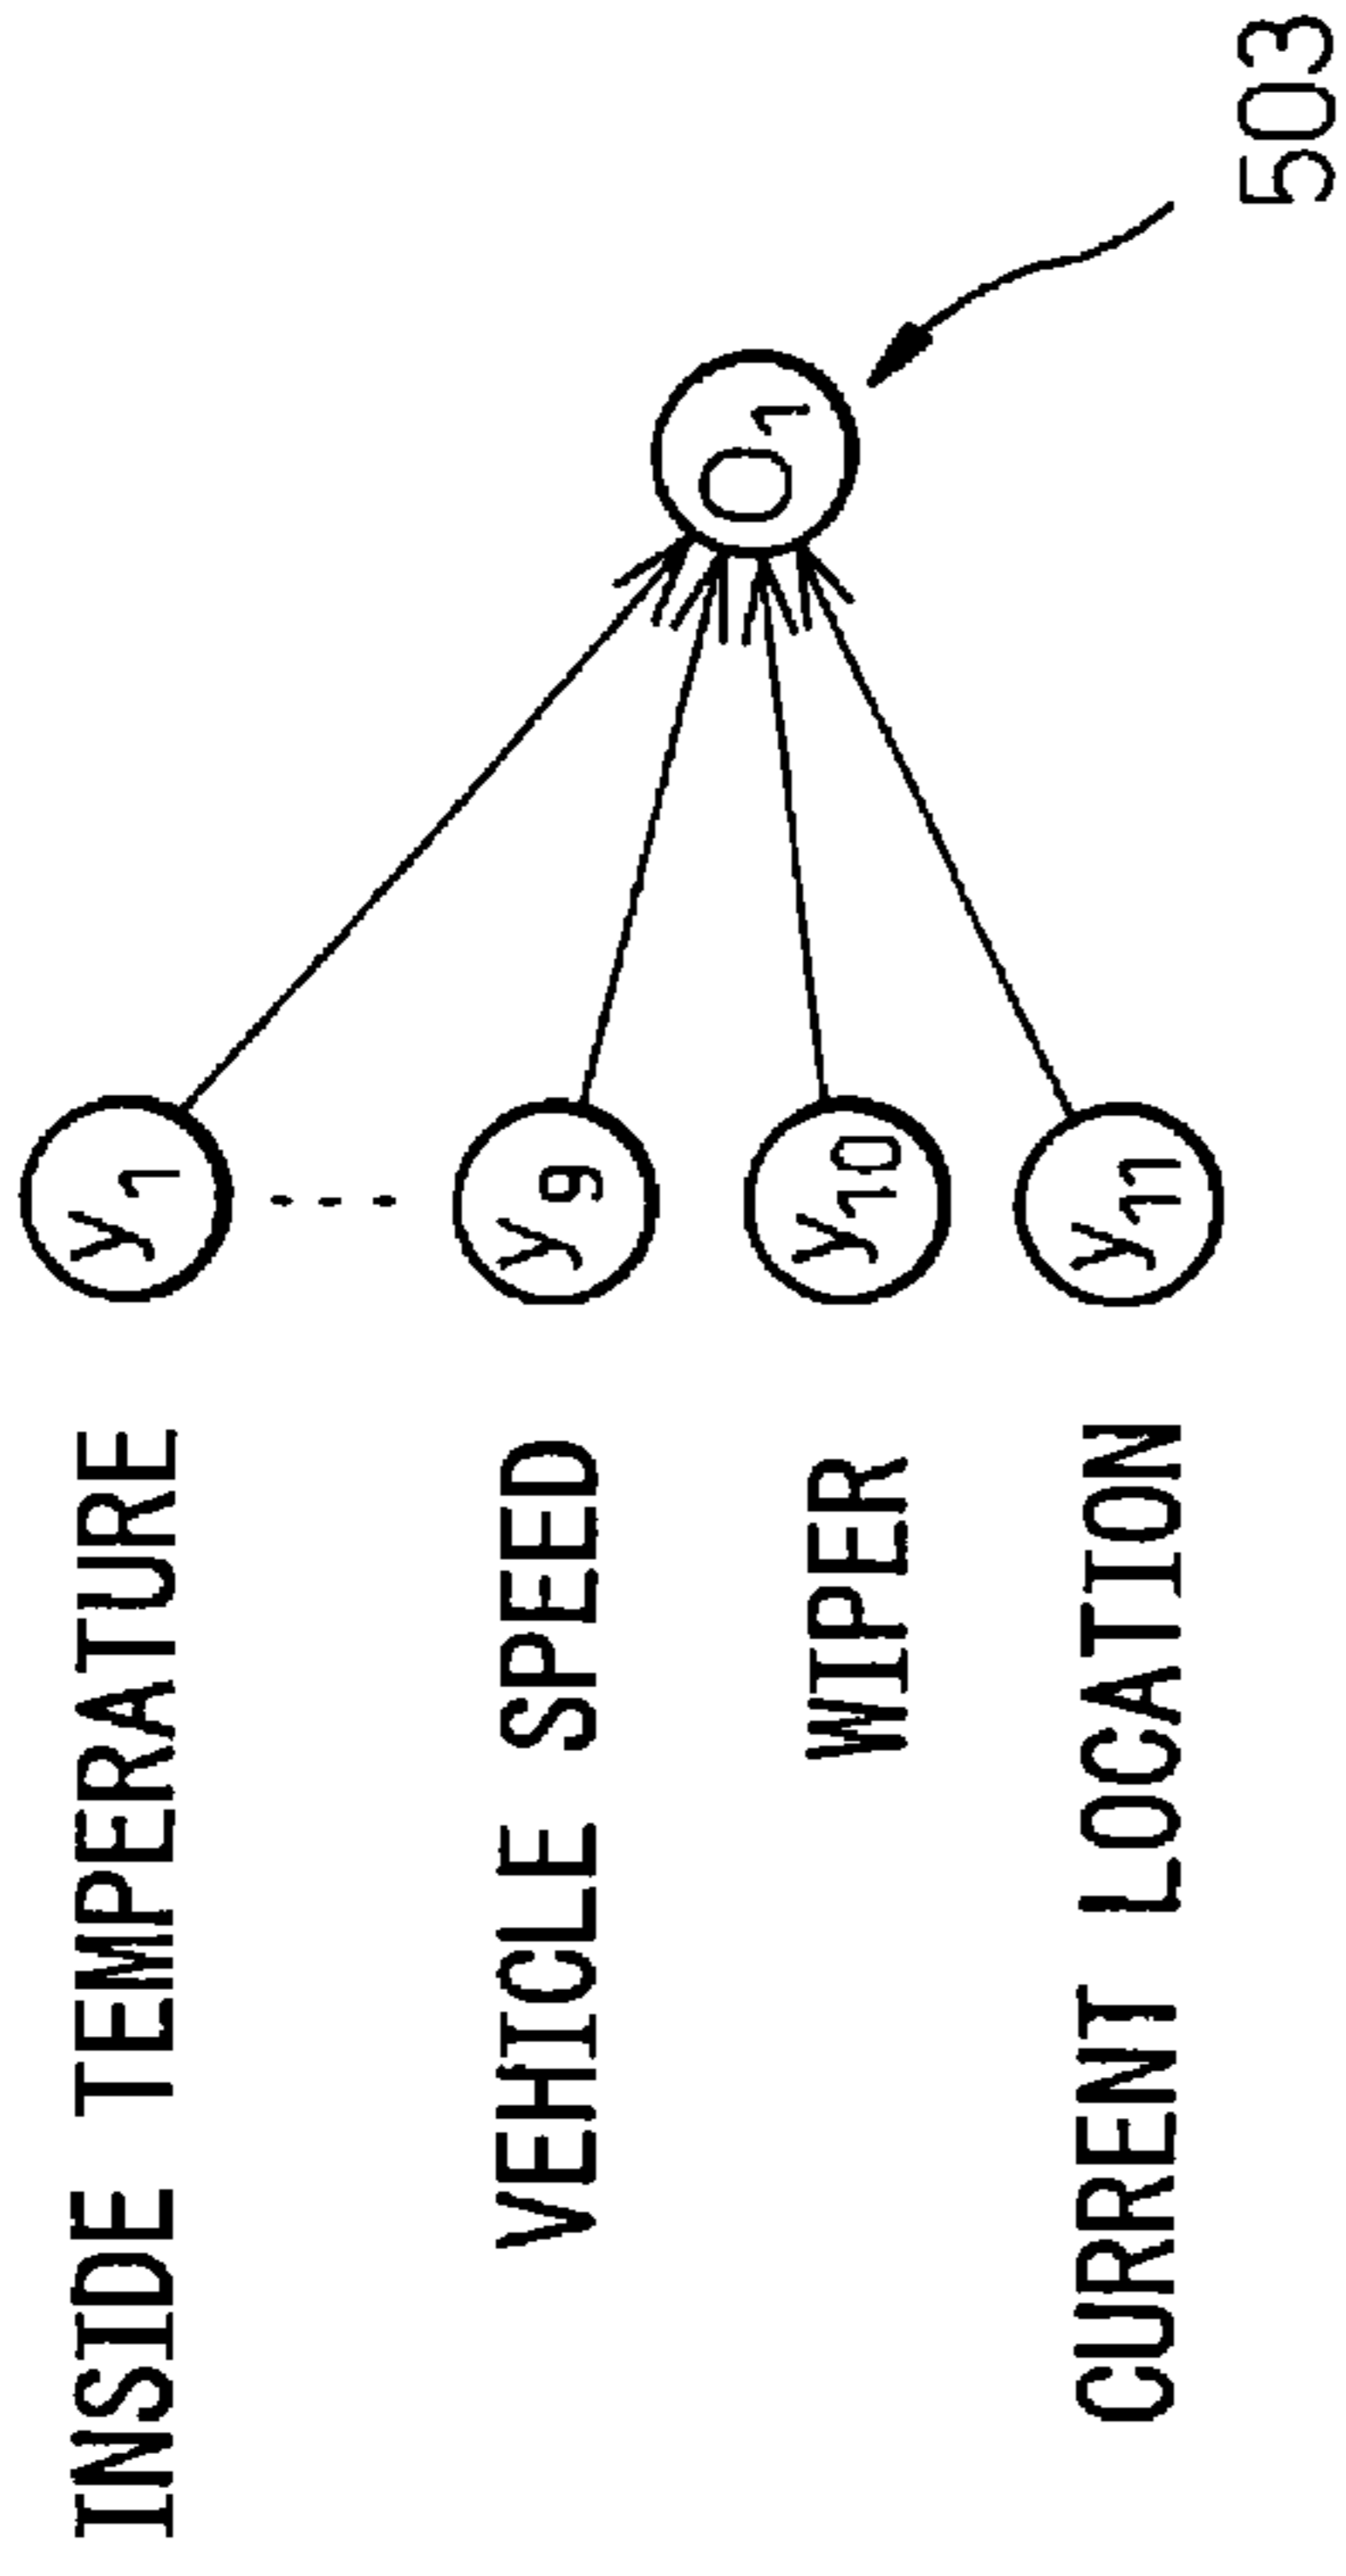 INSIDE TEMPERATURE y1
VEHICLE SPEED y9
WIPER y10
CURRENT LOCATION y11
O1
503